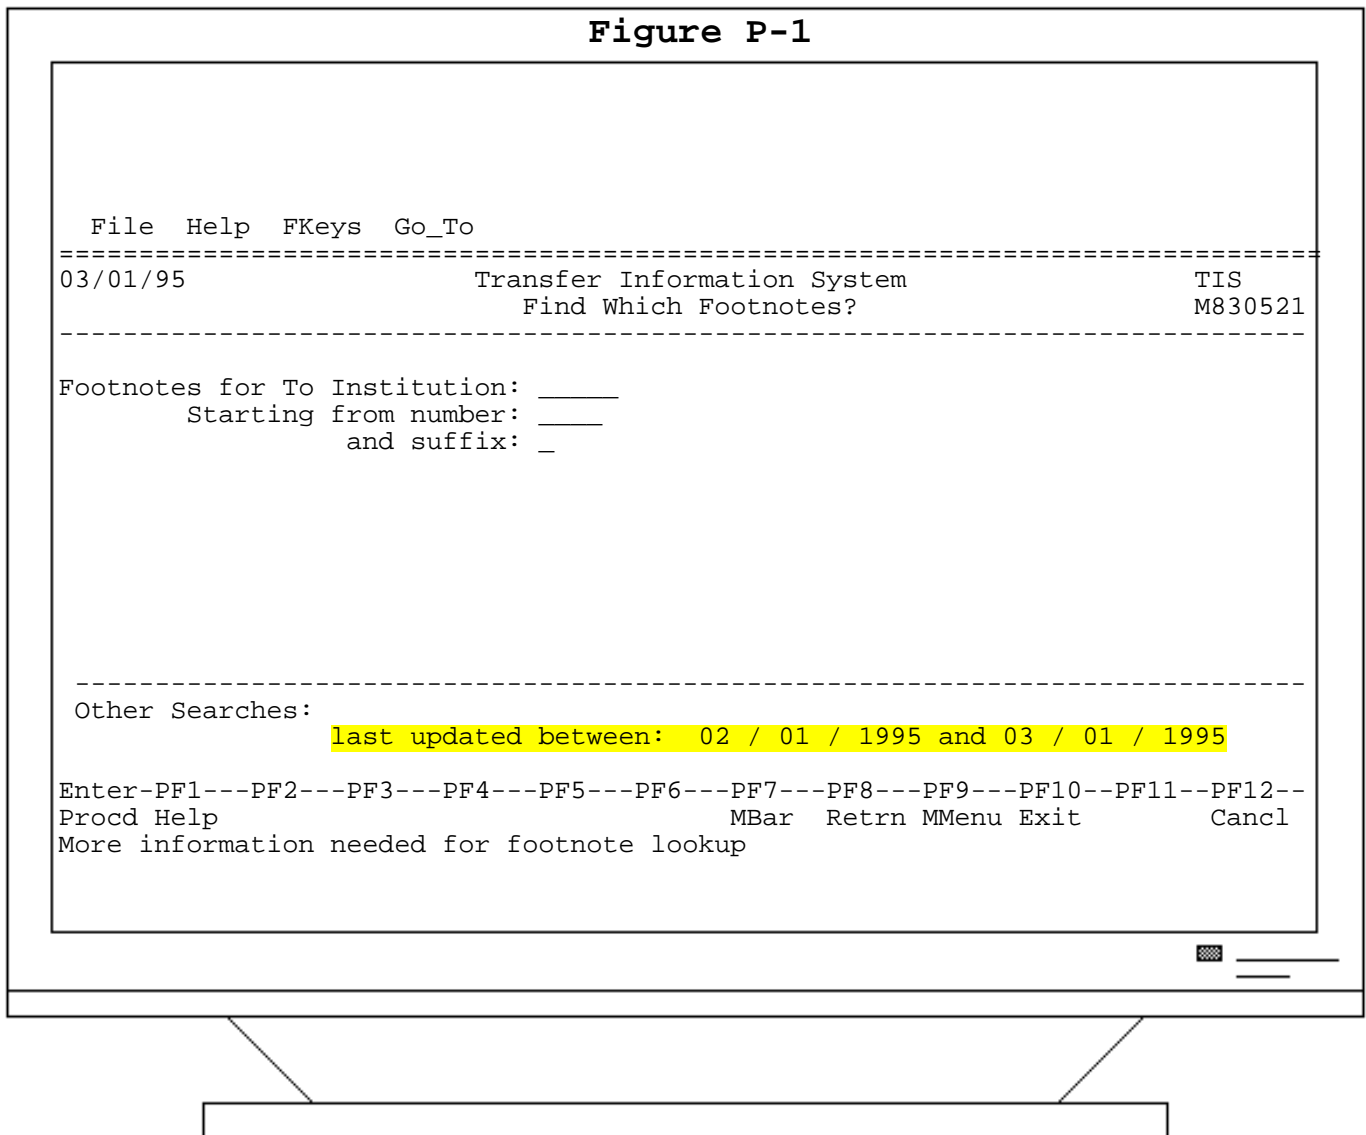 Figure P-1
File  Help  FKeys  Go_To
===============================================================================
03/01/95                  Transfer Information System                  TIS
Find Which Footnotes?                     M830521
------------------------------------------------------------------------------
Footnotes for To Institution: _____
Starting from number: ____
and suffix: _
-----------------------------------------------------------------------------
Other Searches:
last updated between:  02 / 01 / 1995 and 03 / 01 / 1995
Enter-PF1---PF2---PF3---PF4---PF5---PF6---PF7---PF8---PF9---PF10--PF11--PF12--
Procd Help                                MBar  Retrn MMenu Exit        Cancl
More information needed for footnote lookup